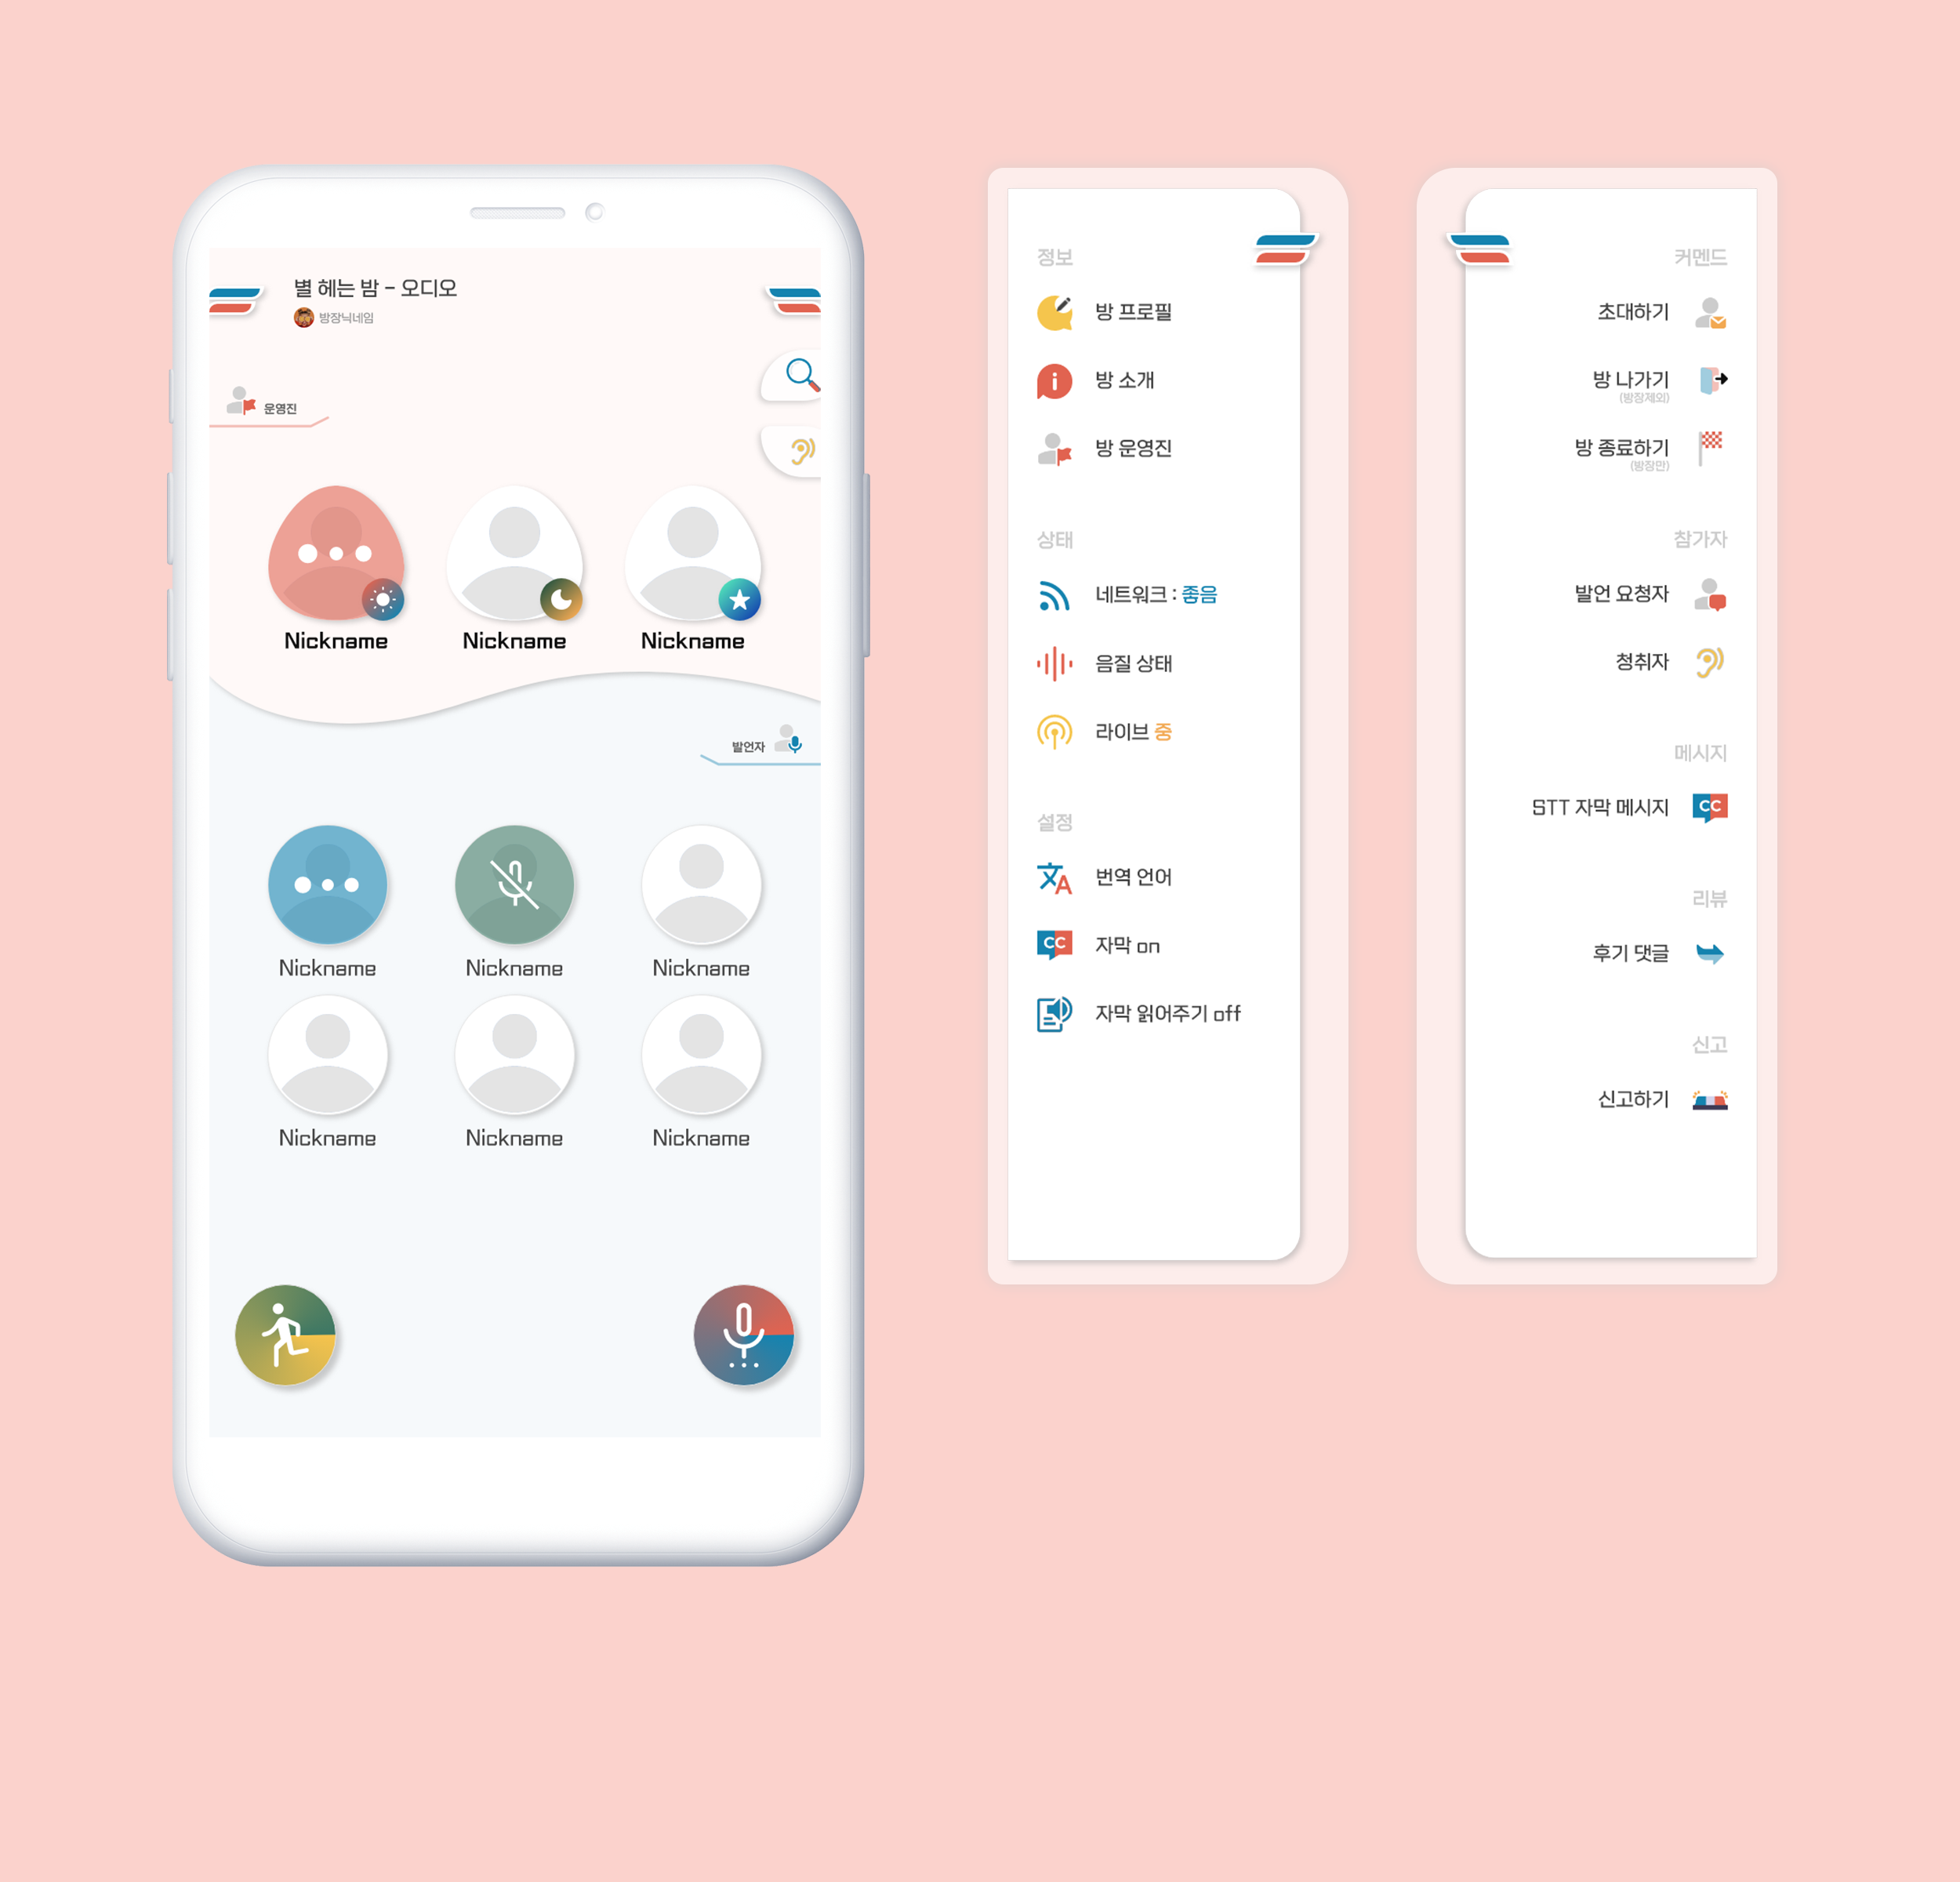 별 헤는 밤 - 오디오
방장닉네임
운영진
Nickname
Nickname
Nickname
발언자
Nickname
Nickname
Nickname
Nickname
Nickname
Nickname
정보
방 프로필
방 소개
방 운영진
상태
네트워크 : 좋음
음질 상태
라이브 중
설정
번역 언어
CC 자막 on
자막 읽어주기 off
커멘드
초대하기
방 나가기
(방장제외)
방 종료하기
(방장만)
참가자
발언 요청자
청취자
메시지
STT 자막 메시지 CC
리뷰
후기 댓글
신고
신고하기